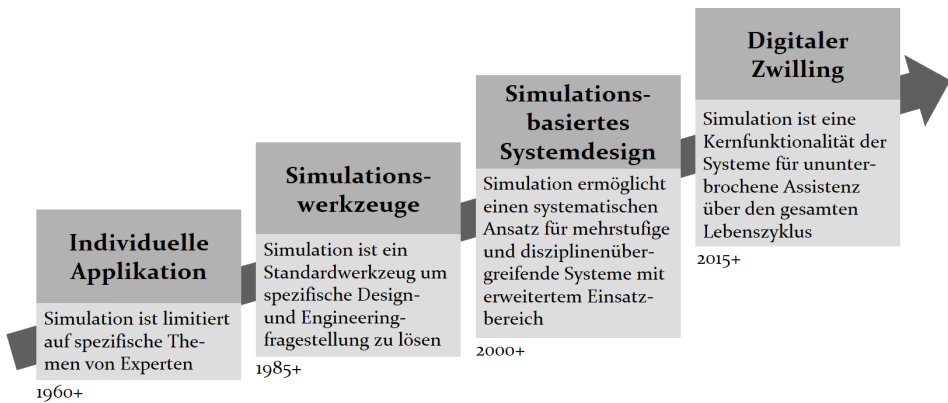 Individuelle
Applikation
Simulation ist limitiert
auf spezifische The-
men von Experten
1960+
Simulations-
werkzeuge
Simulation ist ein
Standardwerkzeug um
spezifische Design-
und Engineering-
fragestellung zu lösen
1985+
Simulations-
basiertes
Systemdesign
Simulation ermöglicht
einen systematischen
Ansatz für mehrstufige
und disziplinenüber-
greifende Systeme mit
erweitertem Einsatz-
bereich
2000+
Digitaler
Zwilling
Simulation ist eine
Kernfunktionalität der
Systeme für ununter-
brochene Assistenz
über den gesamten
Lebenszyklus
2015+